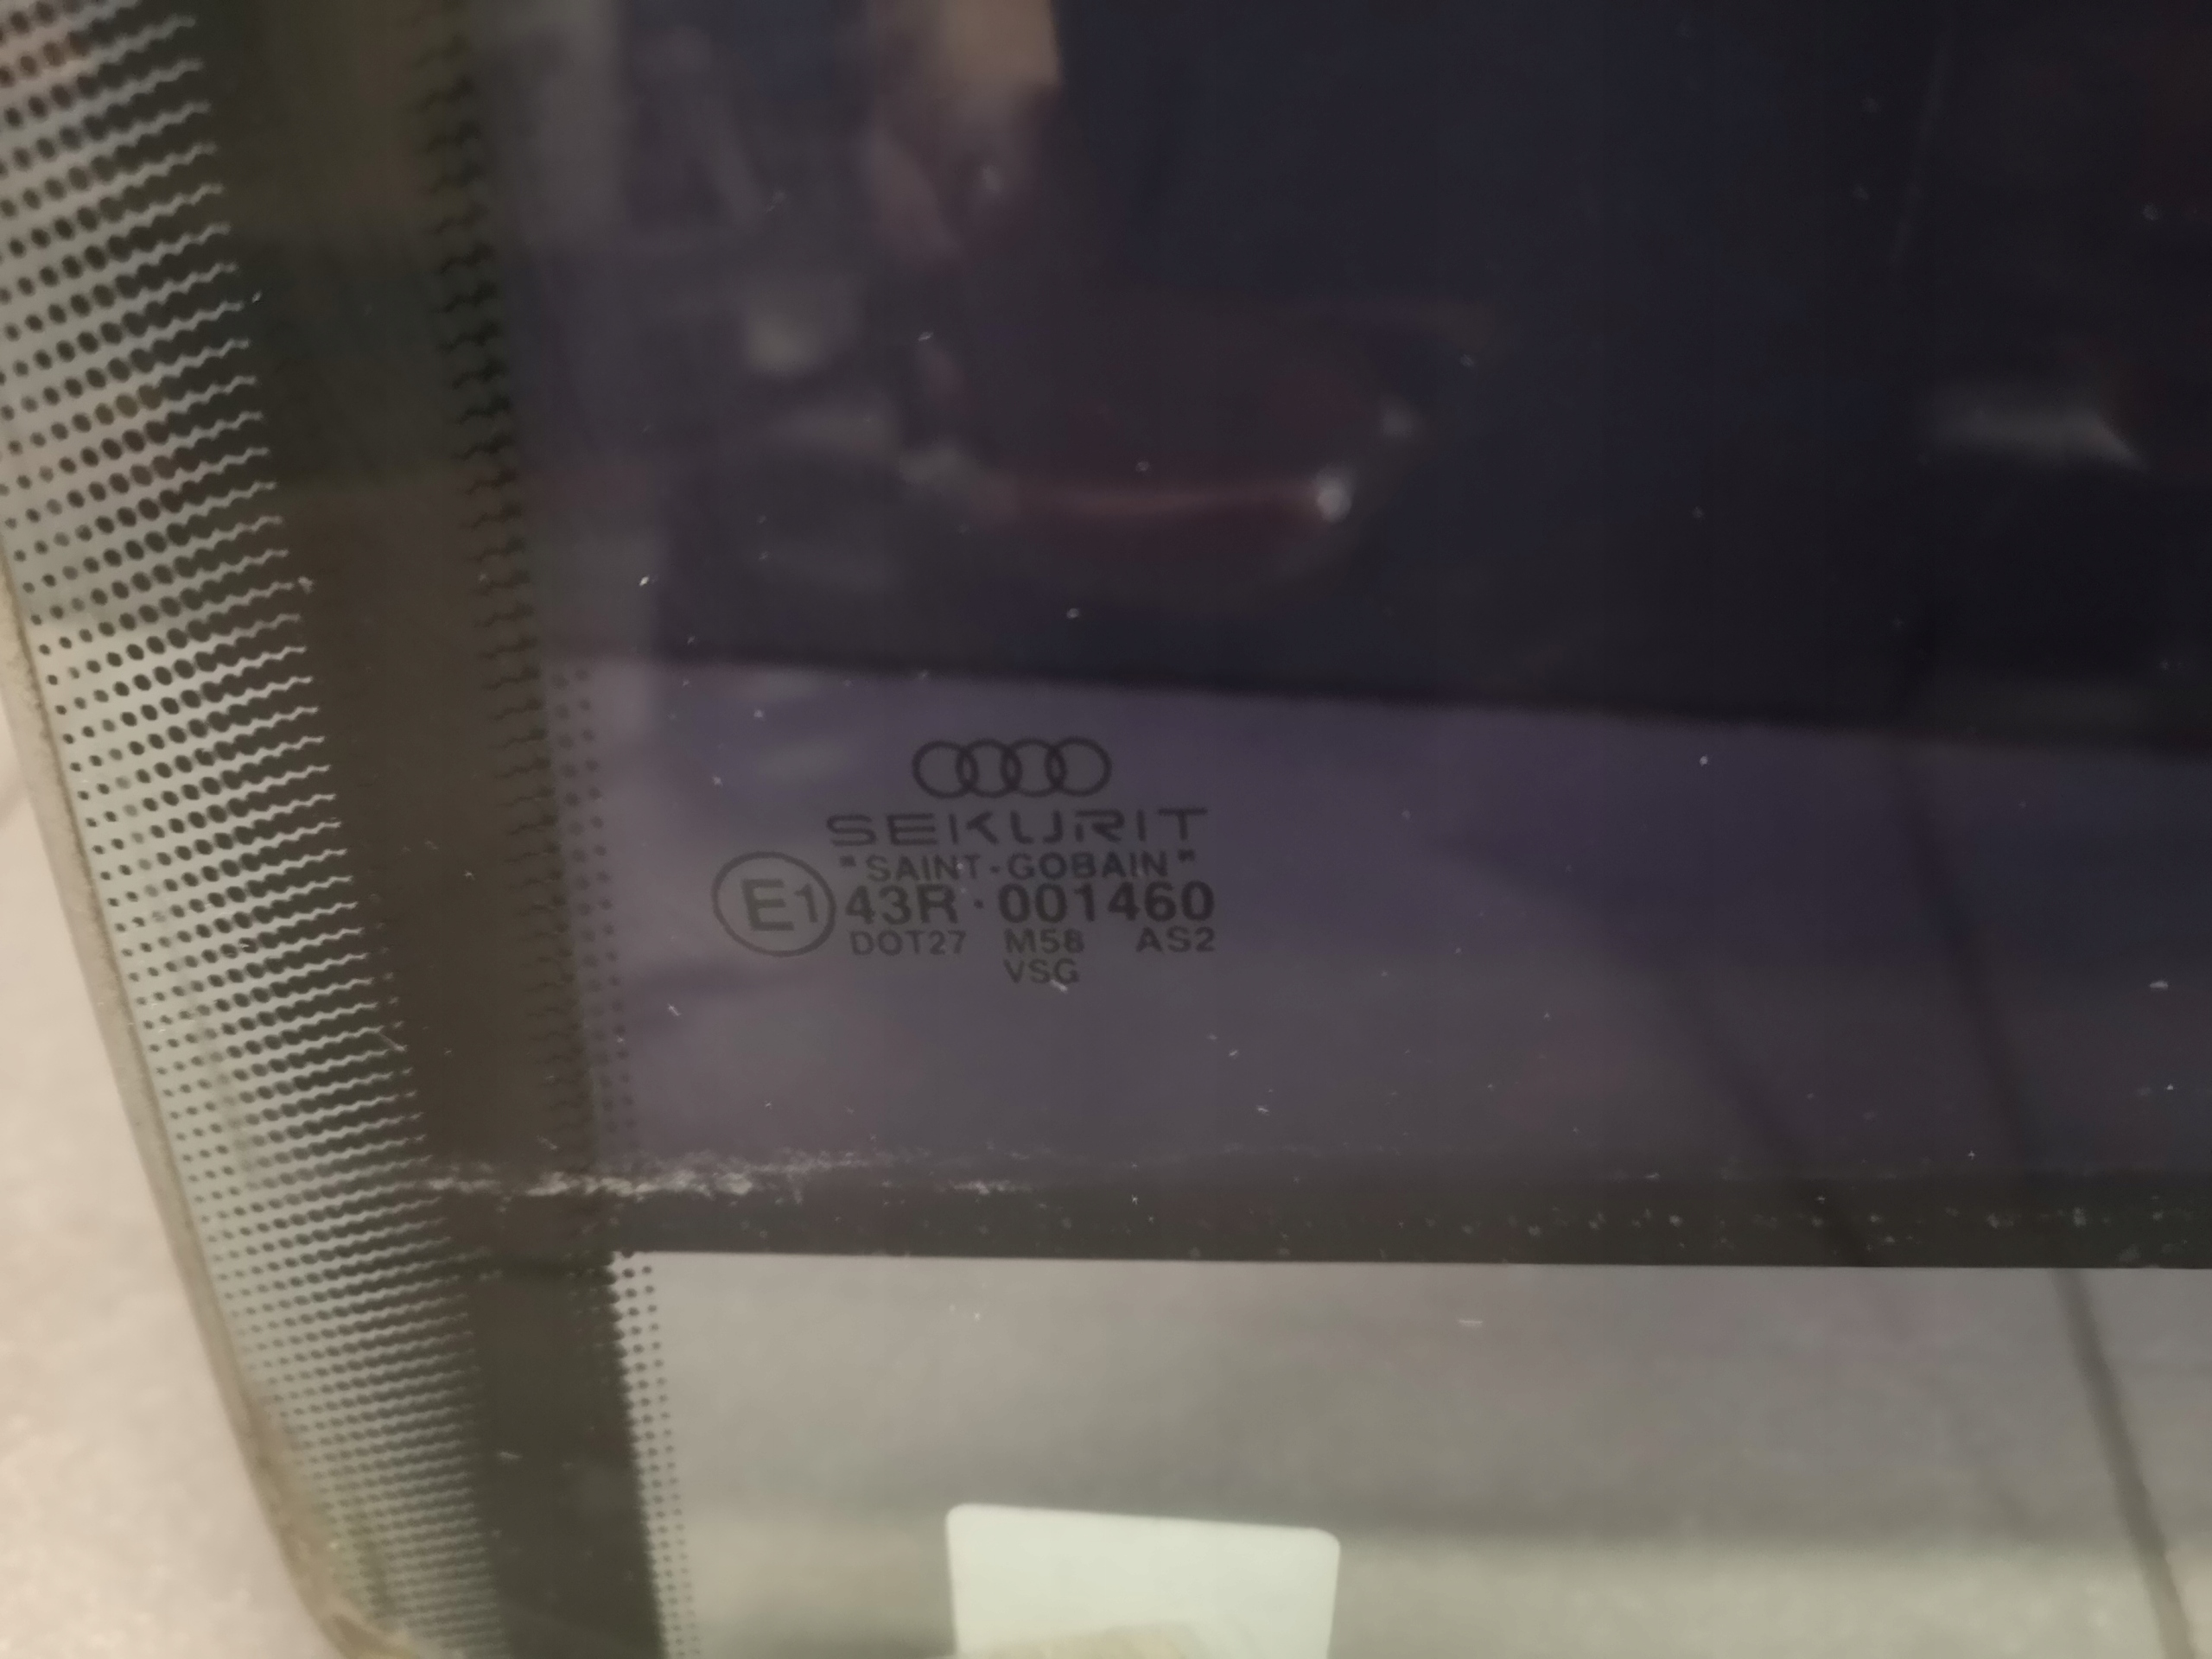 SEKURIT
"SAINT-GOBAIN"
E1 43R·001460
DOT27 M58 AS2
VSG